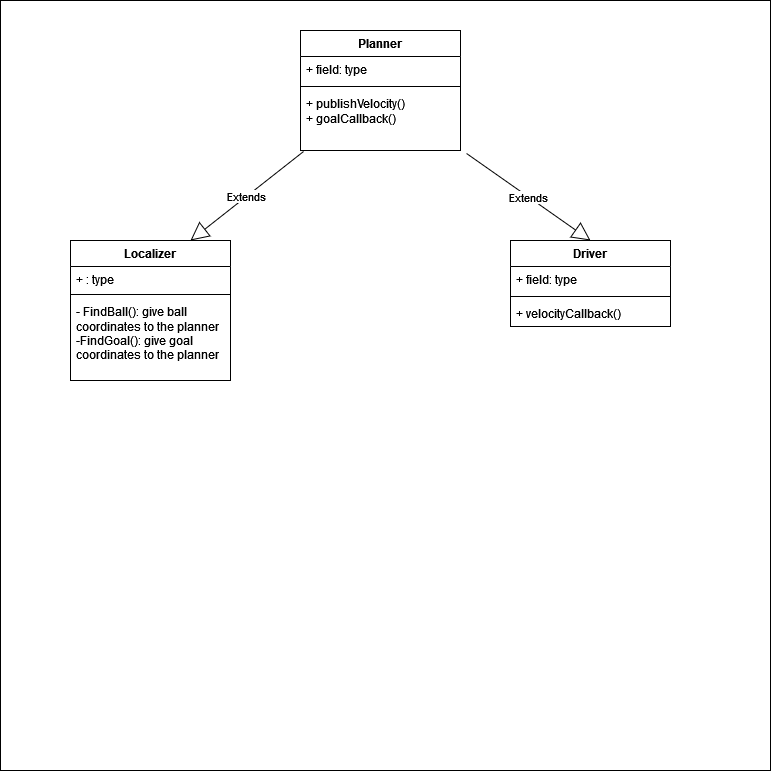 Planner
+ field: type
+ publishVelocity()
+ goalCallback()
Extends
Extends
Localizer
+ : type
- FindBall(): give ball
coordinates to the planner
-FindGoal(): give goal
coordinates to the planner
Driver
+ field: type
+ velocityCallback()